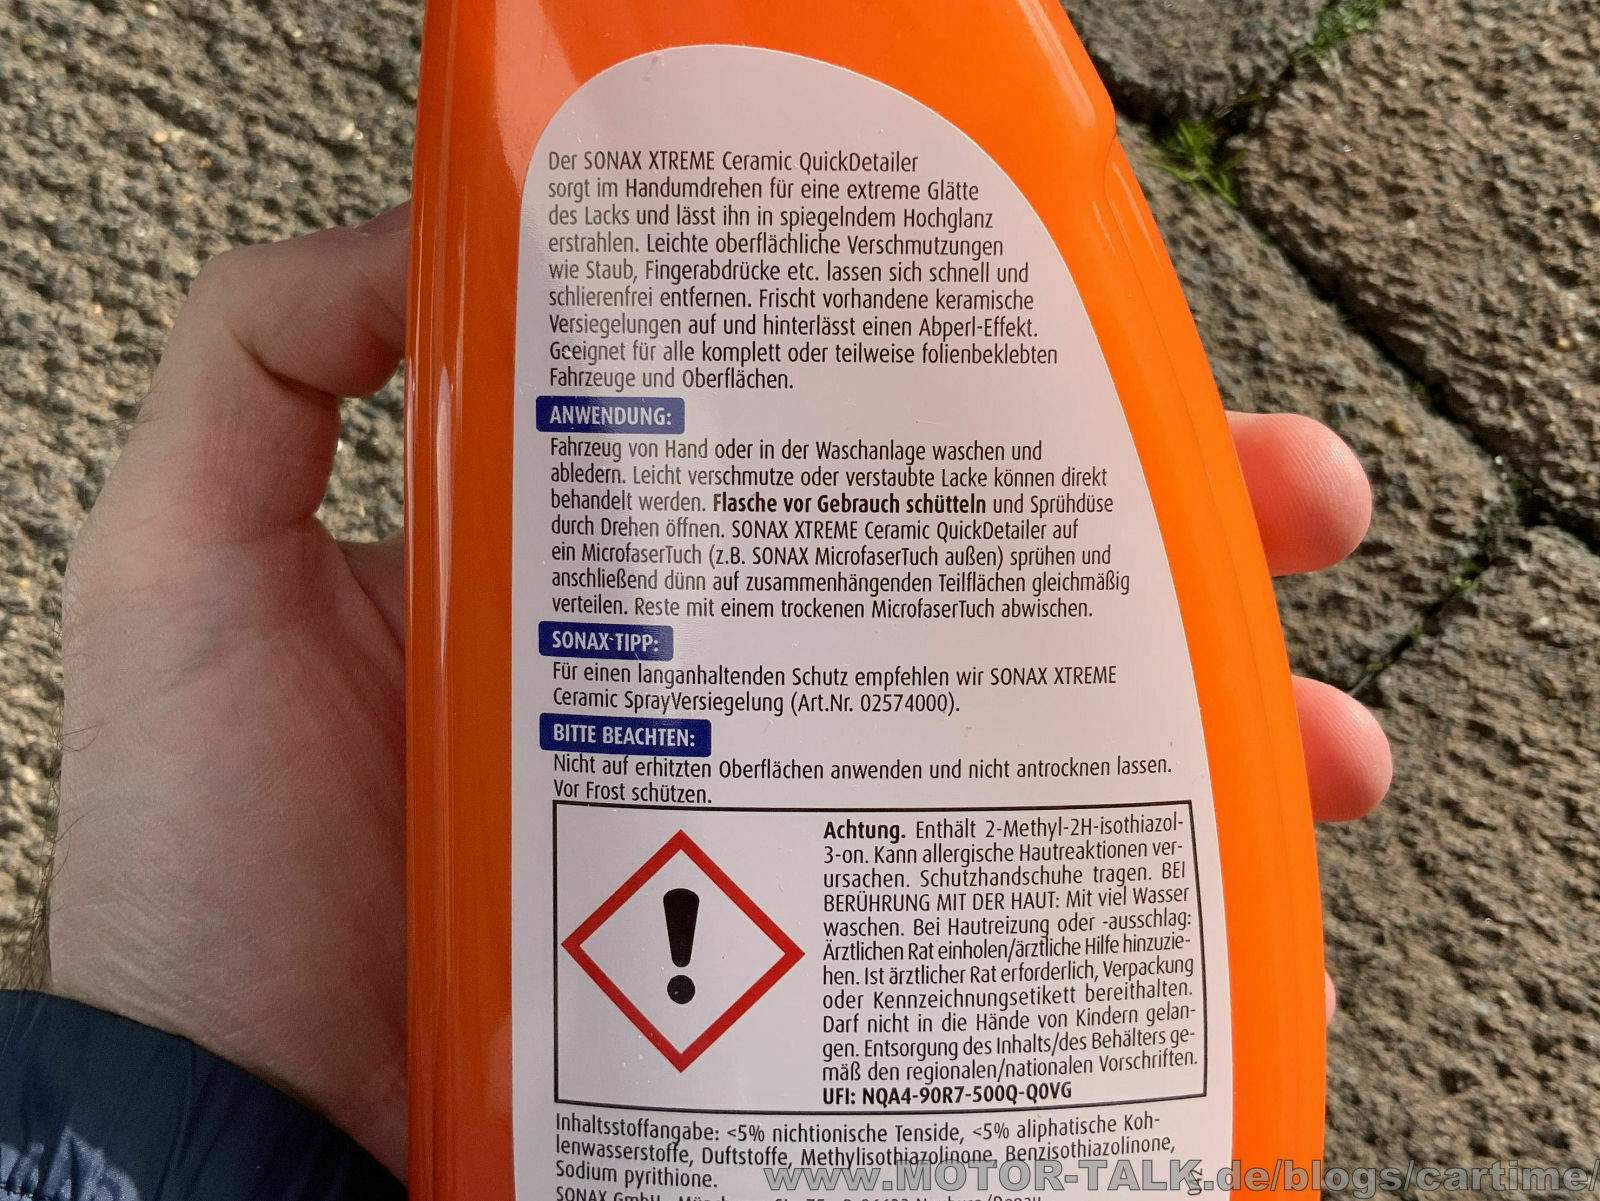 Der SONAX XTREME Ceramic QuickDetailer
sorgt im Handumdrehen für eine extreme Glätte
des Lacks und lässt ihn in spiegelndem Hochglanz
erstrahlen. Leichte oberflächliche Verschmutzungen
wie Staub, Fingerabdrücke etc. lassen sich schnell und
schlierenfrei entfernen. Frischt vorhandene keramische
Versiegelungen auf und hinterlässt einen Abperl-Effekt.
Geeignet für alle komplett oder teilweise folienbeklebten
Fahrzeuge und Oberflächen.
ANWENDUNG:
Fahrzeug von Hand oder in der Waschanlage waschen und
abledern. Leicht verschmutze oder verstaubte Lacke können direkt
behandelt werden. Flasche vor Gebrauch schütteln und Sprühdüse
durch Drehen öffnen. SONAX XTREME Ceramic QuickDetailer auf
ein MicrofaserTuch (z.B. SONAX MicrofaserTuch außen) sprühen und
anschließend dünn auf zusammenhängenden Teilflächen gleichmäßig
verteilen. Reste mit einem trockenen MicrofaserTuch abwischen.
SONAX-TIPP:
Für einen langanhaltenden Schutz empfehlen wir SONAX XTREME
Ceramic SprayVersiegelung (Art.Nr. 02574000).
BITTE BEACHTEN:
Nicht auf erhitzten Oberflächen anwenden und nicht antrocknen lassen.
Vor Frost schützen.
Achtung. Enthält 2-Methyl-2H-isothiazol-
3-on. Kann allergische Hautreaktionen ver-
ursachen. Schutzhandschuhe tragen. BEI
BERÜHRUNG MIT DER HAUT: Mit viel Wasser
waschen. Bei Hautreizung oder -ausschlag:
Ärztlichen Rat einholen/ärztliche Hilfe hinzuzie-
hen. Ist ärztlicher Rat erforderlich, Verpackung
oder Kennzeichnungsetikett bereithalten.
Darf nicht in die Hände von Kindern gelan-
gen. Entsorgung des Inhalts/des Behälters ge-
mäß den regionalen/nationalen Vorschriften.
UFI: NQA4-90R7-500Q-Q0VG
Inhaltsstoffangabe: <5% nichtionische Tenside, <5% aliphatische Koh-
lenwasserstoffe, Duftstoffe, Methylisothiazolinone, Benzisothiazolinone,
Sodium pyrithione.
SONAX GmbH
www.MOTOR-TALK.de/blogs/cartime/